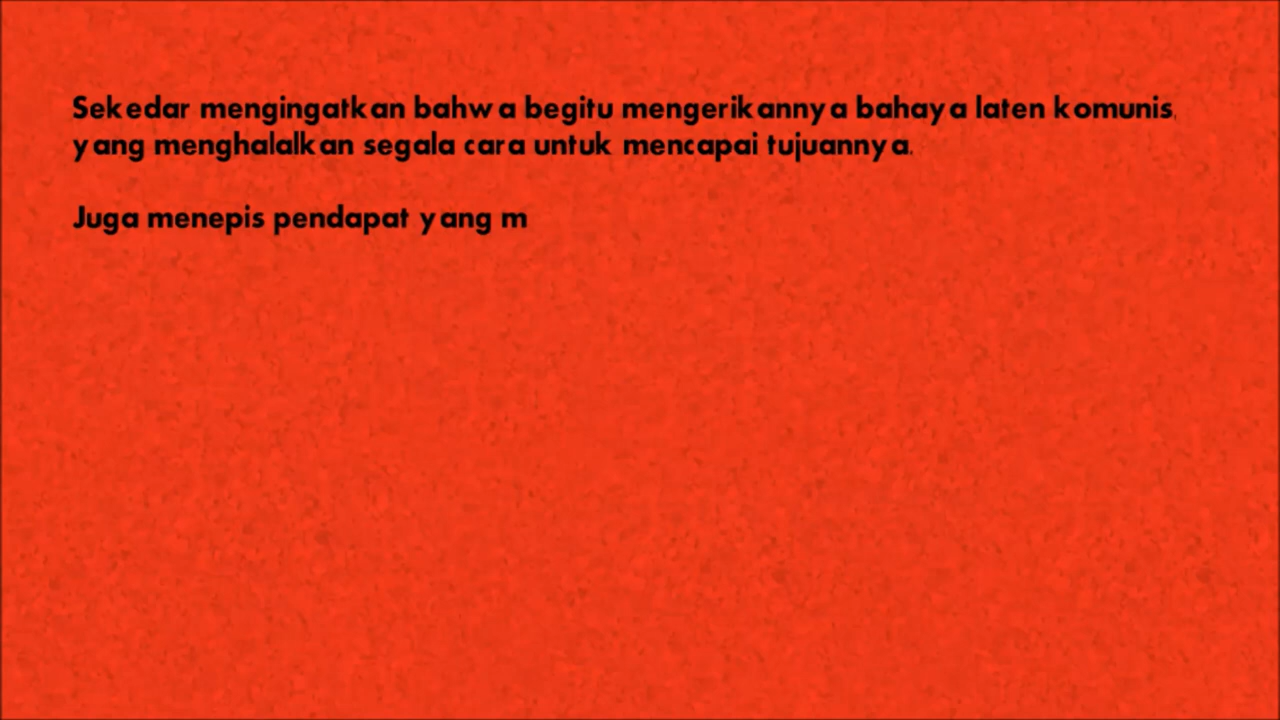 Sekedar mengingatkan bahwa begitu mengerikannya bahaya laten komunis,
yang menghalalkan segala cara untuk mencapai tujuannya.
Juga menepis pendapat yang m